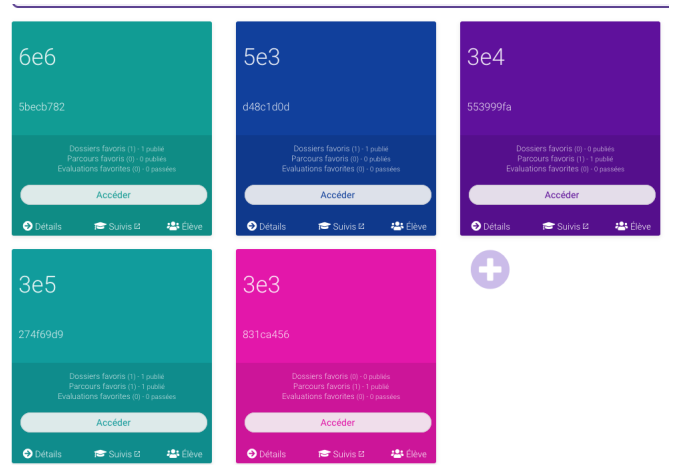 6e6
5becb782
Dossiers favoris (1) - 1 publié
Parcours favoris (0) - 0 publiés
Evaluations favorites (0) - 0 passées
Accéder
Détails Suivis Élève
5e3
d48c1d0d
Dossiers favoris (1) - 1 publié
Parcours favoris (0) - 0 publiés
Evaluations favorites (0) - 0 passées
Accéder
Détails Suivis Élève
3e4
553999fa
Dossiers favoris (0) - 0 publiés
Parcours favoris (1) - 1 publié
Evaluations favorites (0) - 0 passées
Accéder
Détails Suivis Élève
3e5
274f69d9
Dossiers favoris (1) - 1 publié
Parcours favoris (1) - 1 publié
Evaluations favorites (0) - 0 passées
Accéder
Détails Suivis Élève
3e3
831ca456
Dossiers favoris (0) - 0 publiés
Parcours favoris (1) - 1 publié
Evaluations favorites (0) - 0 passées
Accéder
Détails Suivis Élève